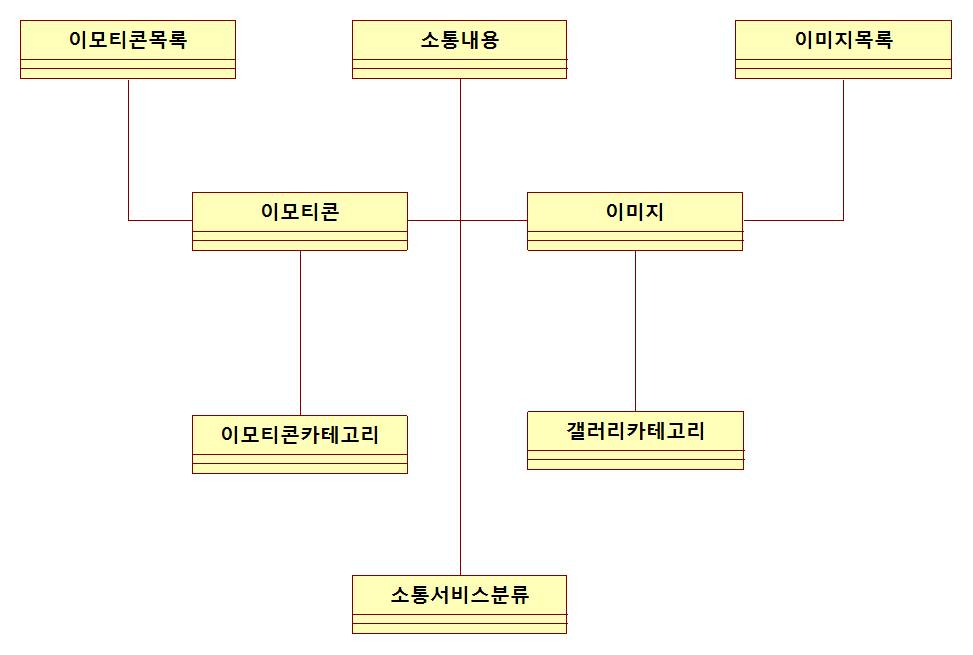 이모티콘목록
소통내용
이미지목록
이모티콘
이미지
이모티콘카테고리
갤러리카테고리
소통서비스분류